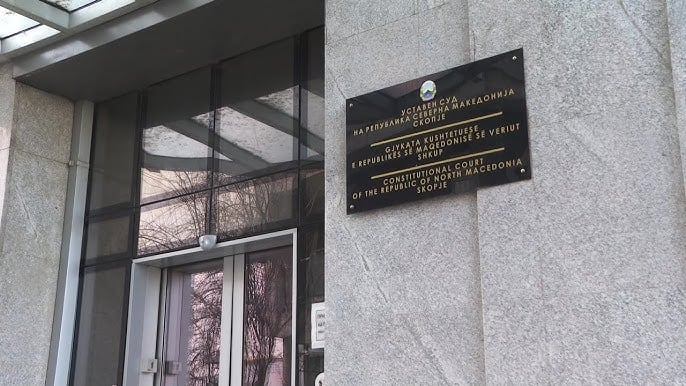 УСТАВЕН СУД
НА РЕПУБЛИКА СЕВЕРНА МАКЕДОНИЈА
СКОПЈЕ
GJYKATA KUSHTETUESE
E REPUBLIKËS SË MAQEDONISË SË VERIUT
SHKUP
CONSTITUTIONAL COURT
OF THE REPUBLIC OF NORTH MACEDONIA
SKOPJE